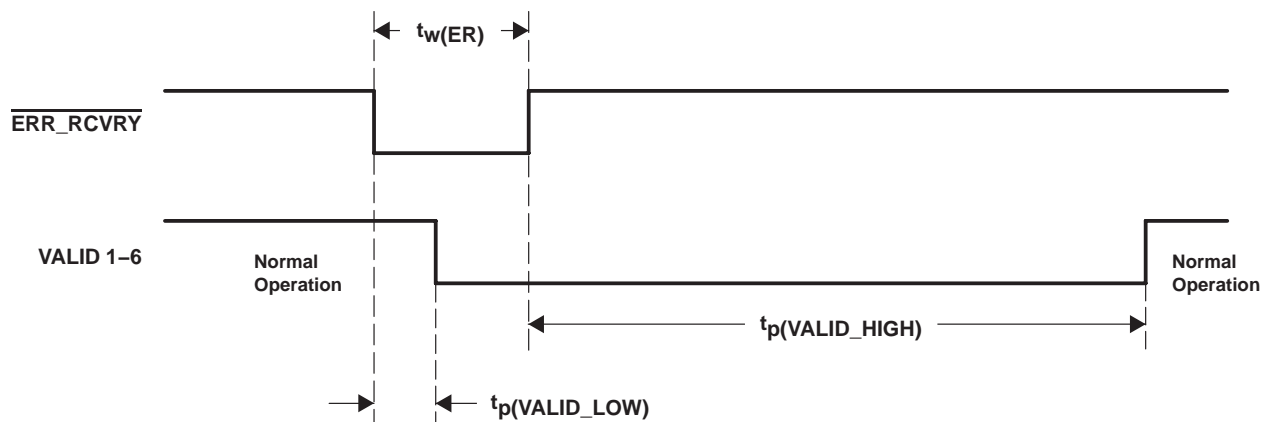 tw(ER)
ERR_RCVRY
VALID 1–6
Normal
Operation
Normal
Operation
tp(VALID_HIGH)
tp(VALID_LOW)